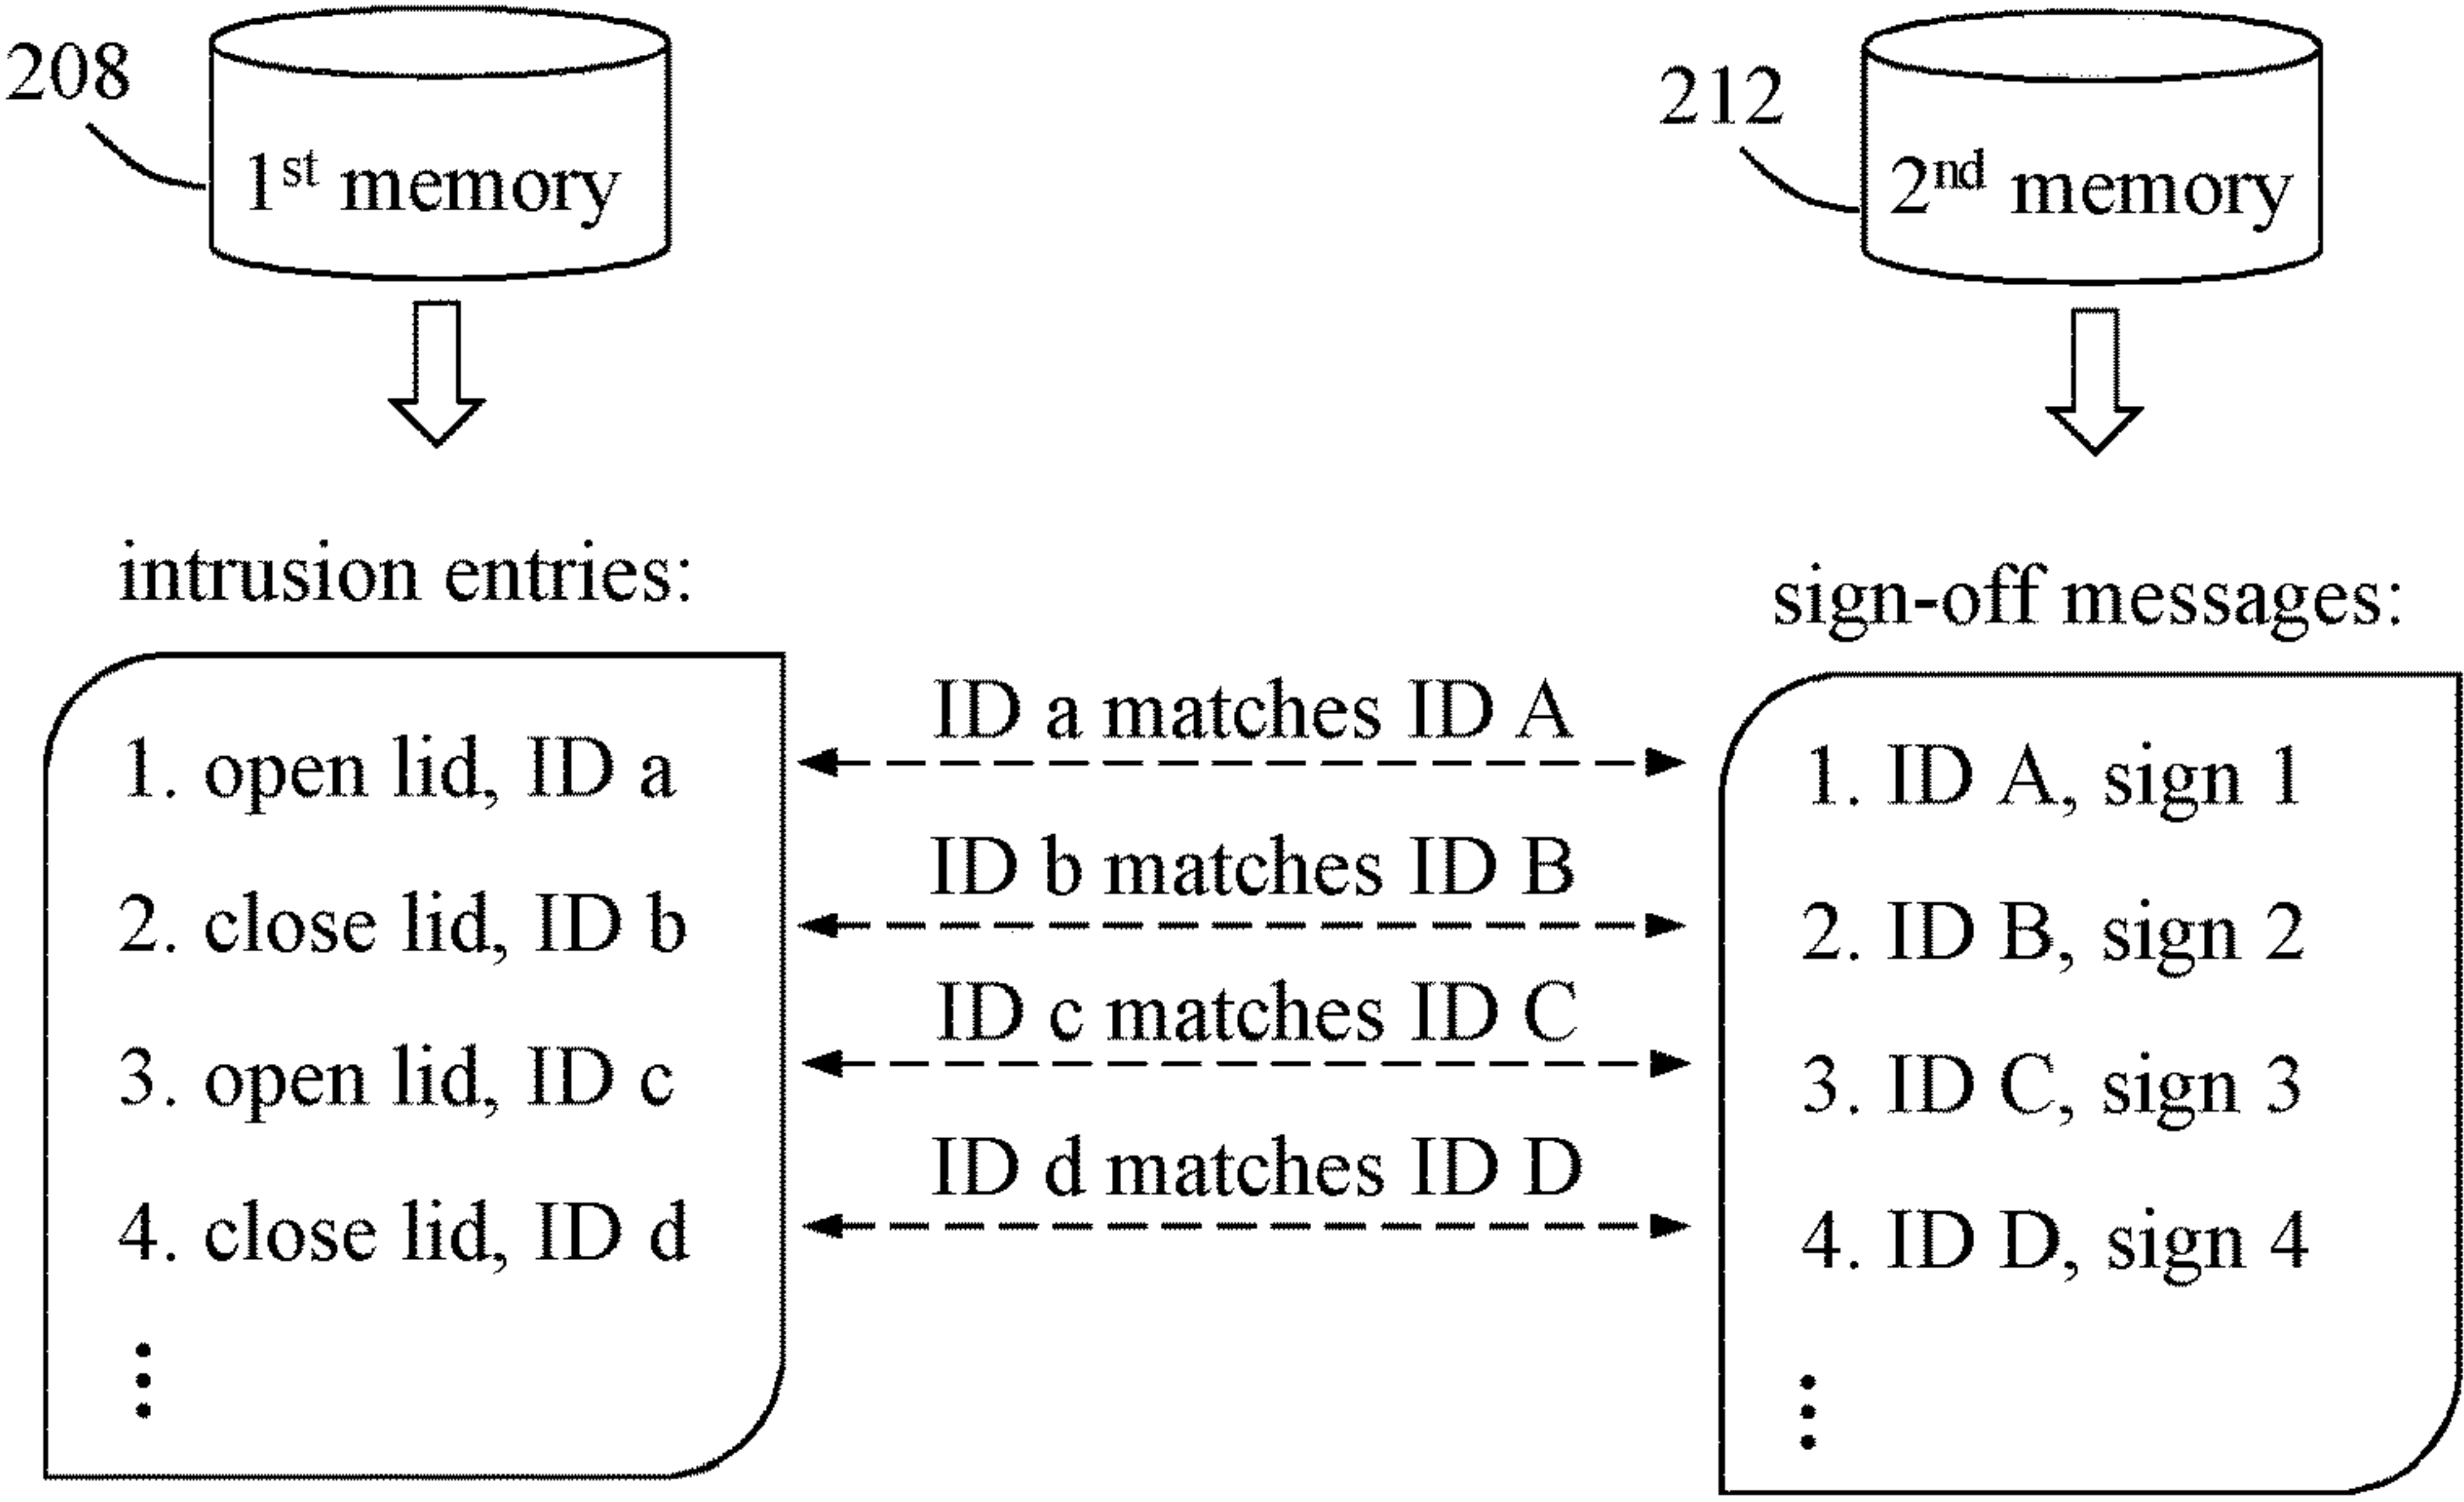 208
1st memory
212
2nd memory
intrusion entries:
sign-off messages:
1. open lid, ID a
2. close lid, ID b
3. open lid, ID c
4. close lid, ID d
ID a matches ID A
ID b matches ID B
ID c matches ID C
ID d matches ID D
1. ID A, sign 1
2. ID B, sign 2
3. ID C, sign 3
4. ID D, sign 4